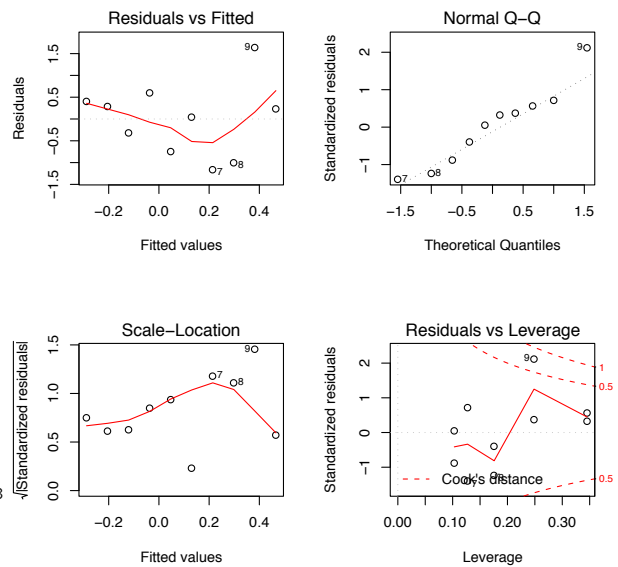 Residuals vs Fitted
Residuals
−1.5 −0.5 0.5 1.5
9
7
8
−0.2 0.0 0.2 0.4
Fitted values
Normal Q−Q
Standardized residuals
−1 0 1 2
9
7
8
−1.5 −0.5 0.5 1.5
Theoretical Quantiles
Scale−Location
√|Standardized residuals|
0.0 0.5 1.0 1.5
9
7
8
−0.2 0.0 0.2 0.4
Fitted values
Residuals vs Leverage
Standardized residuals
−1 0 1 2
9
1
0.5
0.5
Cook's distance
0.00 0.10 0.20 0.30
Leverage